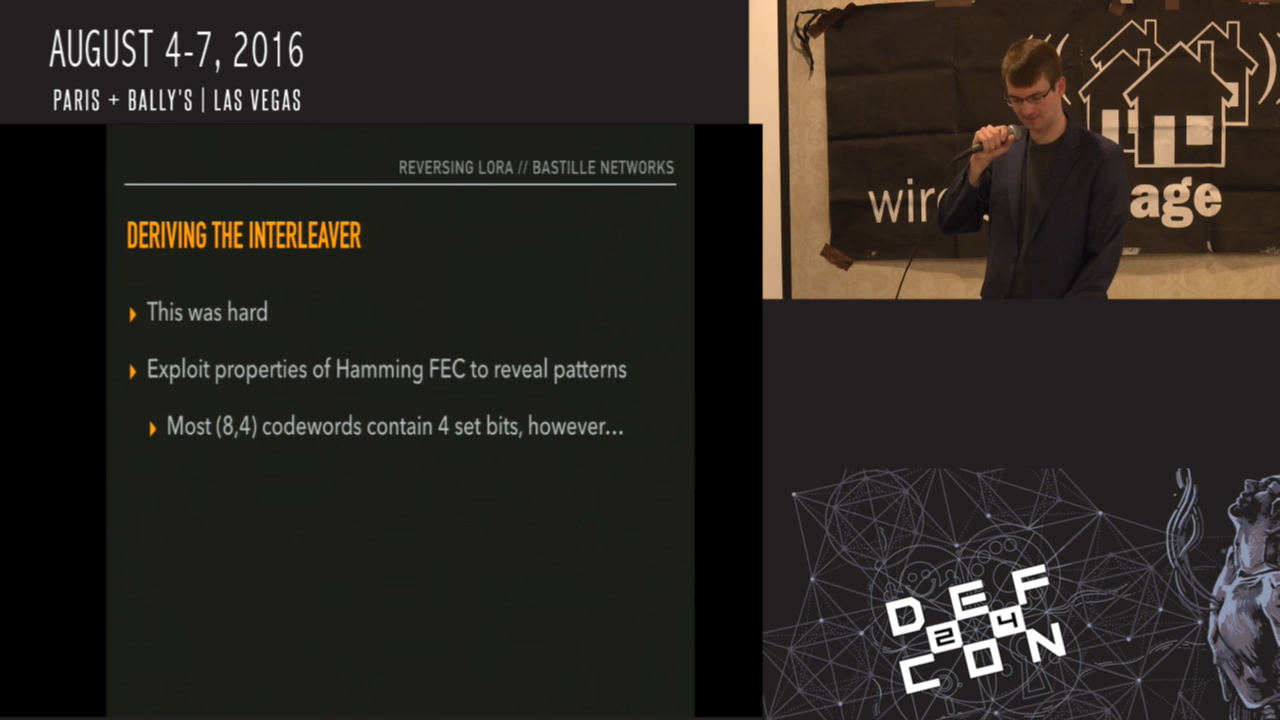 AUGUST 4-7, 2016
PARIS + BALLY'S | LAS VEGAS
REVERSING LORA // BASTILLE NETWORKS
DERIVING THE INTERLEAVER
This was hard
Exploit properties of Hamming FEC to reveal patterns
Most (8,4) codewords contain 4 set bits, however...
wir age
DEF
24
CON